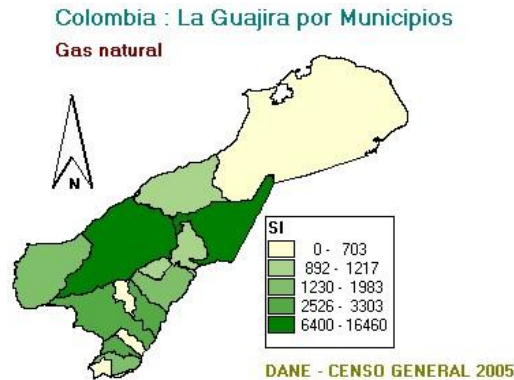 Colombia : La Guajira por Municipios
Gas natural
N
SI
0 - 703
892 - 1217
1230 - 1983
2526 - 3303
6400 - 16460
DANE - CENSO GENERAL 2005